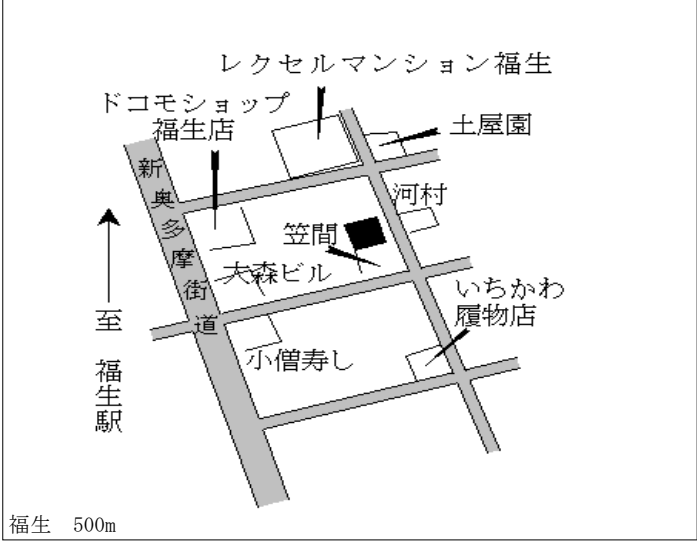 レクセルマンション福生
ドコモショップ
福生店
土屋園
新奥多摩街道
河村
笠間
大森ビル
いちかわ
履物店
至 福生駅
小僧寿し
福生 500m